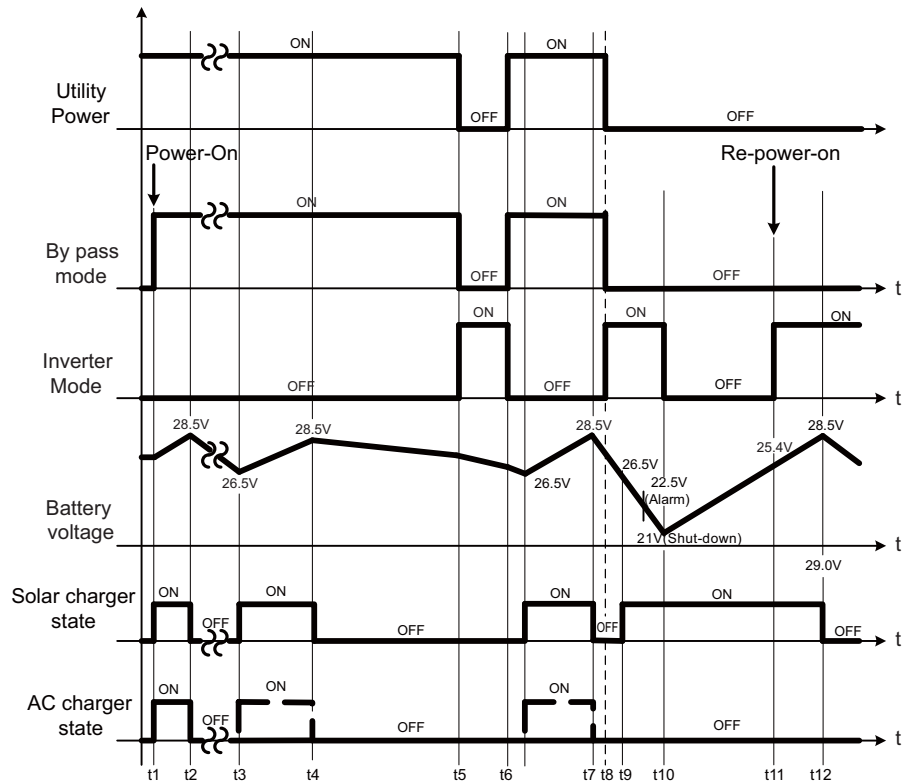 ON
ON
Utility
Power
OFF
OFF
Power-On
Re-power-on
ON
ON
By pass
mode
OFF
OFF
t
ON
ON
ON
Inverter
Mode
OFF
OFF
OFF
t
28.5V
28.5V
28.5V
28.5V
25.4V
26.5V
26.5V
26.5V
22.5V
(Alarm)
Battery
voltage
21V(Shut-down)
t
29.0V
Solar charger
state
ON
ON
ON
ON
OFF
OFF
OFF
OFF
t
AC charger
state
ON
ON
ON
OFF
OFF
OFF
t
t1 t2 t3 t4 t5 t6 t7 t8 t9 t10 t11 t12